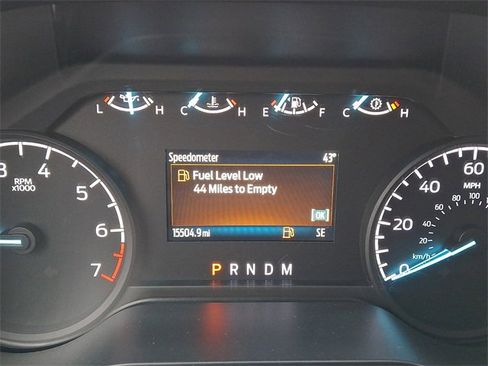 L H C H E F C H
Speedometer 43°
Fuel Level Low
44 Miles to Empty
[OK]
15504.9 mi SE
P R N D M
3
4
5
6
7
RPM
x1000
60
40
20
0
MPH
100
80
60
40
20
km/h